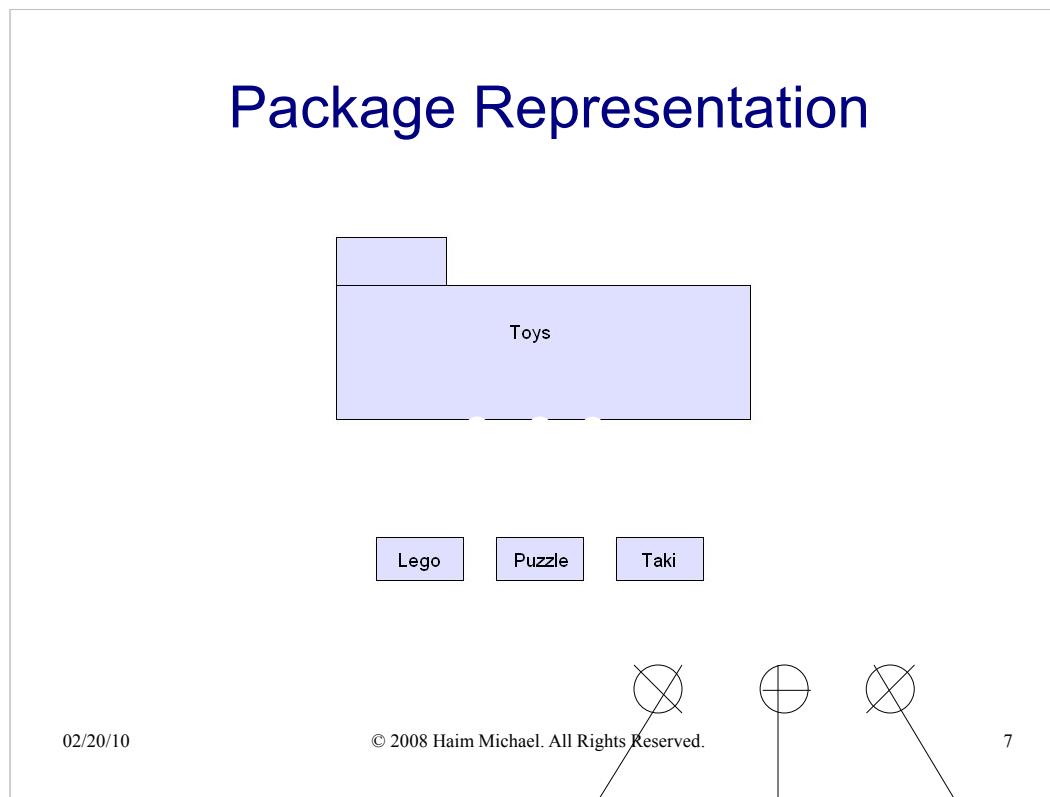 Package Representation
Toys
Lego Puzzle Taki
02/20/10 © 2008 Haim Michael. All Rights Reserved. 7